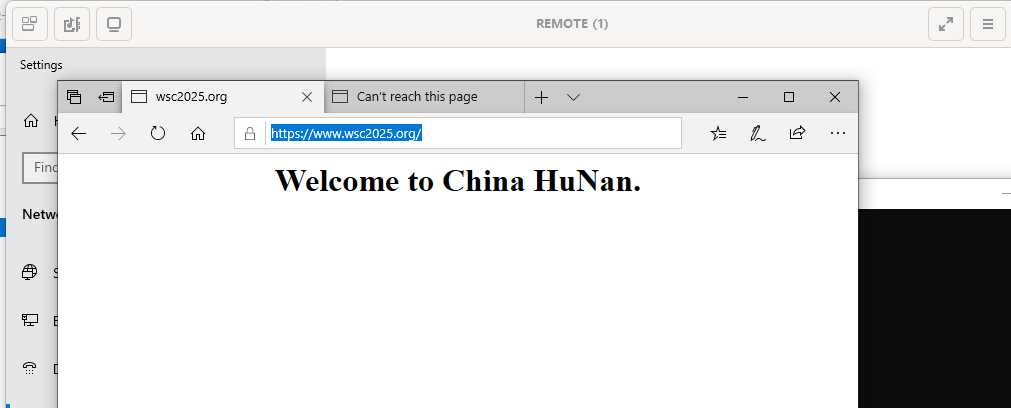 REMOTE (1)
Settings
wsc2025.org
Can't reach this page
https://www.wsc2025.org/
Find
Netw
Welcome to China HuNan.